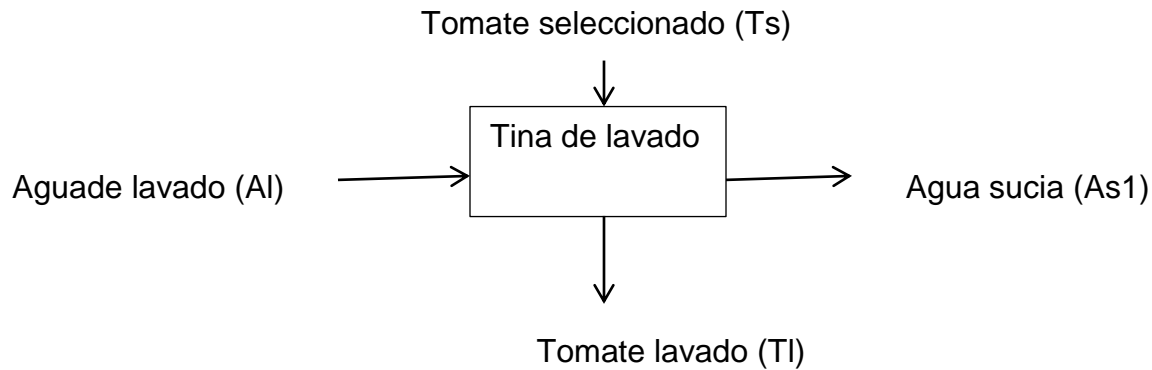 Tomate seleccionado (Ts)
Tina de lavado
Aguade lavado (Al)
Agua sucia (As1)
Tomate lavado (Tl)